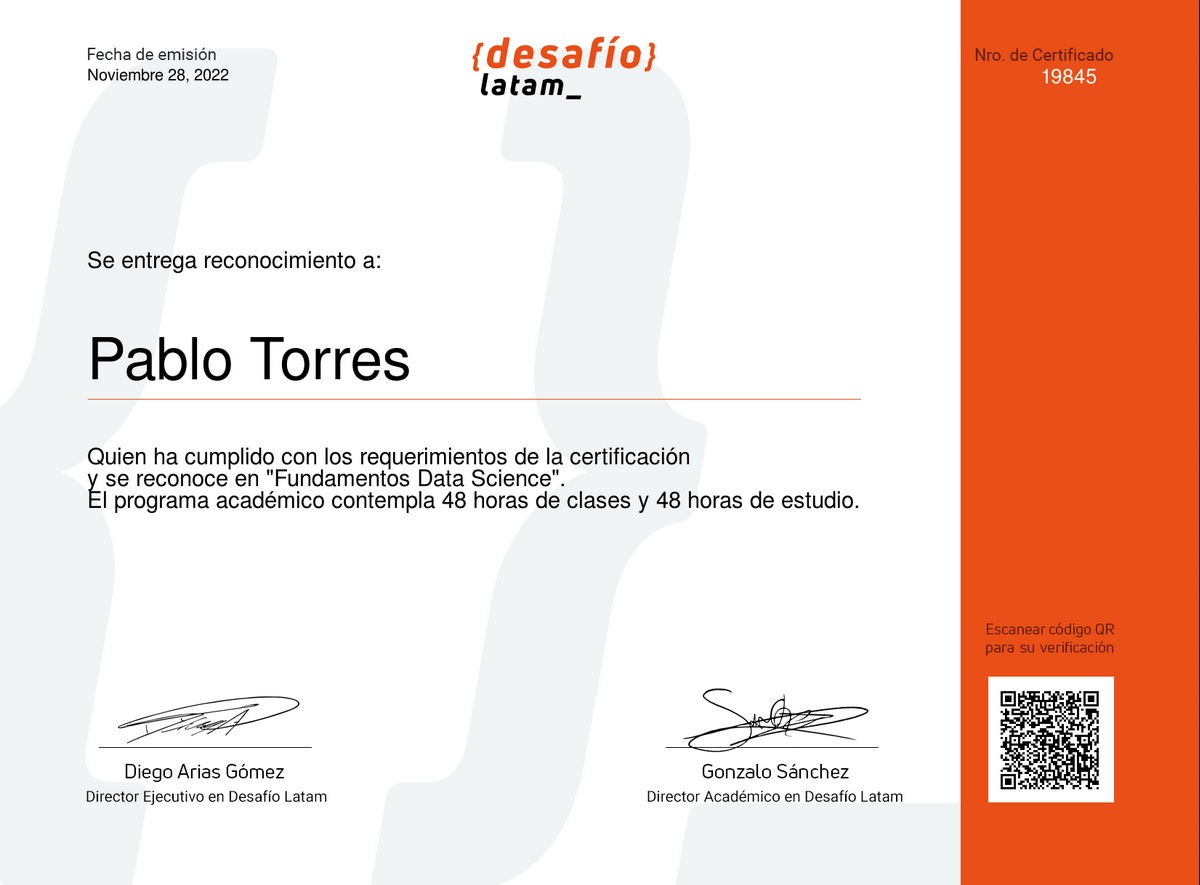 Fecha de emisión
Noviembre 28, 2022
{desafío}
latam_
Nro. de Certificado
19845
Se entrega reconocimiento a:
Pablo Torres
Quien ha cumplido con los requerimientos de la certificación
y se reconoce en "Fundamentos Data Science".
El programa académico contempla 48 horas de clases y 48 horas de estudio.
Escanear código QR
para su verificación
Diego Arias Gómez
Director Ejecutivo en Desafío Latam
Gonzalo Sánchez
Director Académico en Desafío Latam